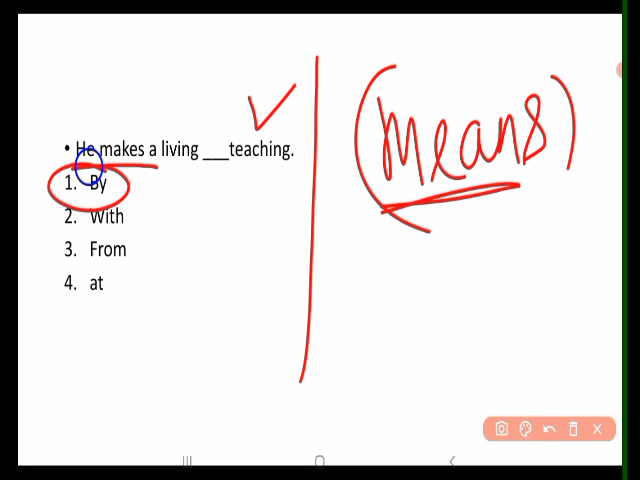 • He makes a living ___teaching.
1. By
2. With
3. From
4. at
(means)